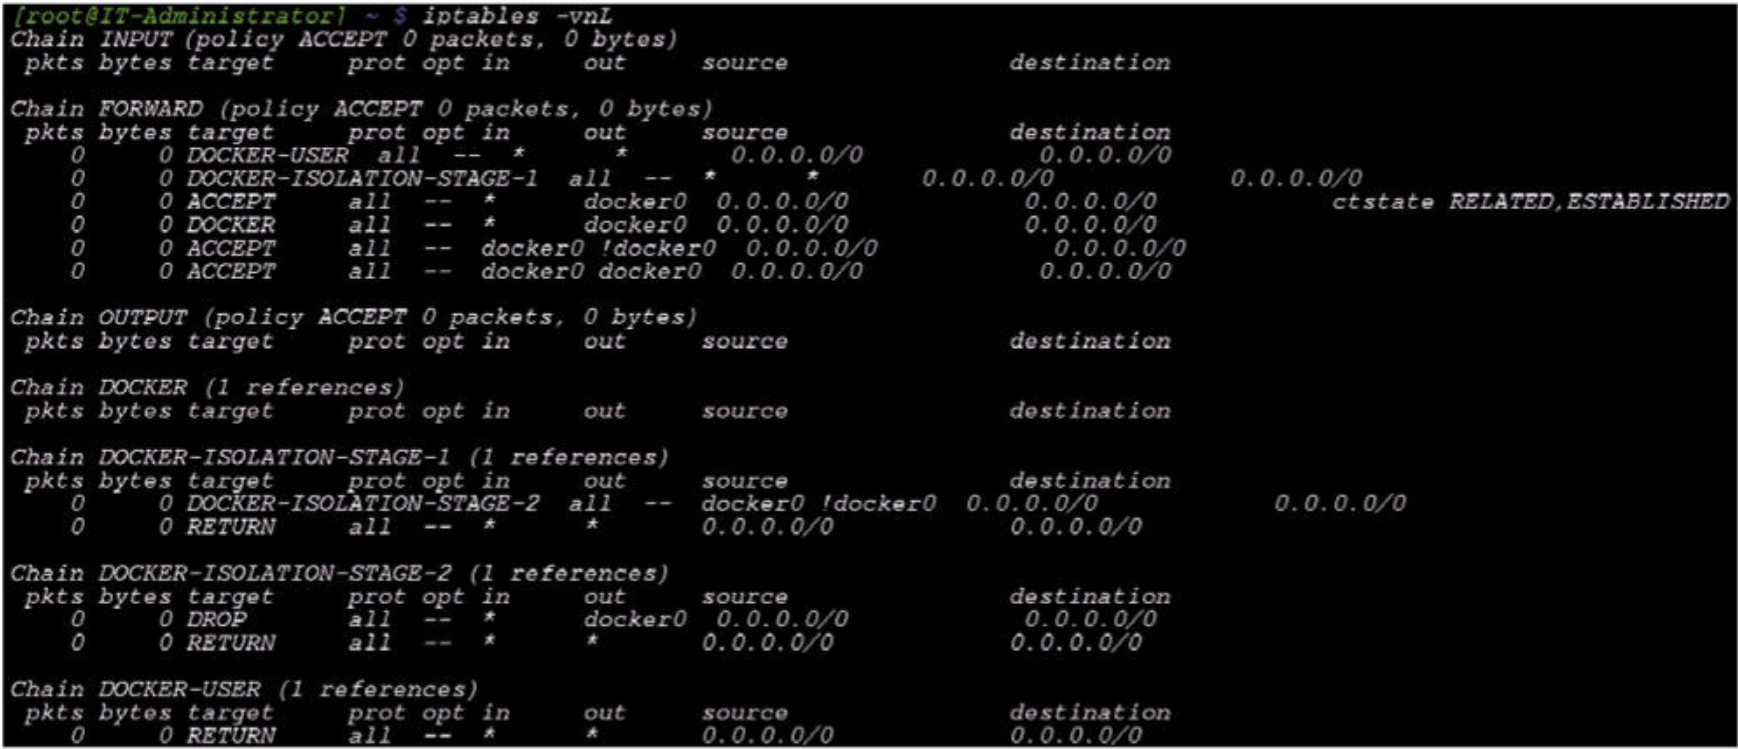 [root@IT-Administrator] ~ $ iptables -vnL
Chain INPUT (policy ACCEPT 0 packets, 0 bytes)
pkts bytes target prot opt in out source destination
Chain FORWARD (policy ACCEPT 0 packets, 0 bytes)
pkts bytes target prot opt in out source destination
0 0 DOCKER-USER all -- * * 0.0.0.0/0 0.0.0.0/0
0 0 DOCKER-ISOLATION-STAGE-1 all -- * * 0.0.0.0/0 0.0.0.0/0
0 0 ACCEPT all -- * docker0 0.0.0.0/0 0.0.0.0/0 ctstate RELATED,ESTABLISHED
0 0 DOCKER all -- * docker0 0.0.0.0/0 0.0.0.0/0
0 0 ACCEPT all -- docker0 !docker0 0.0.0.0/0 0.0.0.0/0
0 0 ACCEPT all -- docker0 docker0 0.0.0.0/0 0.0.0.0/0
Chain OUTPUT (policy ACCEPT 0 packets, 0 bytes)
pkts bytes target prot opt in out source destination
Chain DOCKER (1 references)
pkts bytes target prot opt in out source destination
Chain DOCKER-ISOLATION-STAGE-1 (1 references)
pkts bytes target prot opt in out source destination
0 0 DOCKER-ISOLATION-STAGE-2 all -- docker0 !docker0 0.0.0.0/0 0.0.0.0/0
0 0 RETURN all -- * * 0.0.0.0/0 0.0.0.0/0
Chain DOCKER-ISOLATION-STAGE-2 (1 references)
pkts bytes target prot opt in out source destination
0 0 DROP all -- * docker0 0.0.0.0/0 0.0.0.0/0
0 0 RETURN all -- * * 0.0.0.0/0 0.0.0.0/0
Chain DOCKER-USER (1 references)
pkts bytes target prot opt in out source destination
0 0 RETURN all -- * * 0.0.0.0/0 0.0.0.0/0